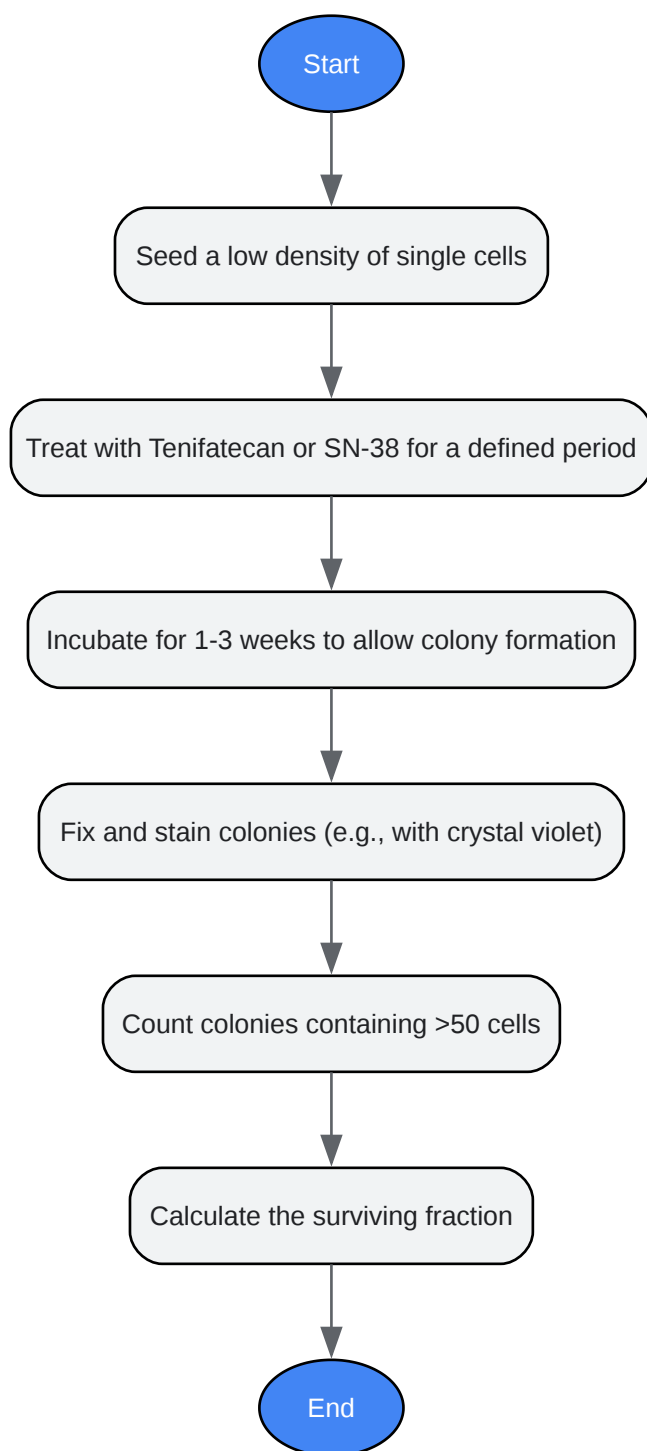 Start
Seed a low density of single cells
Treat with Tenifatecan or SN-38 for a defined period
Incubate for 1-3 weeks to allow colony formation
Fix and stain colonies (e.g., with crystal violet)
Count colonies containing >50 cells
Calculate the surviving fraction
End